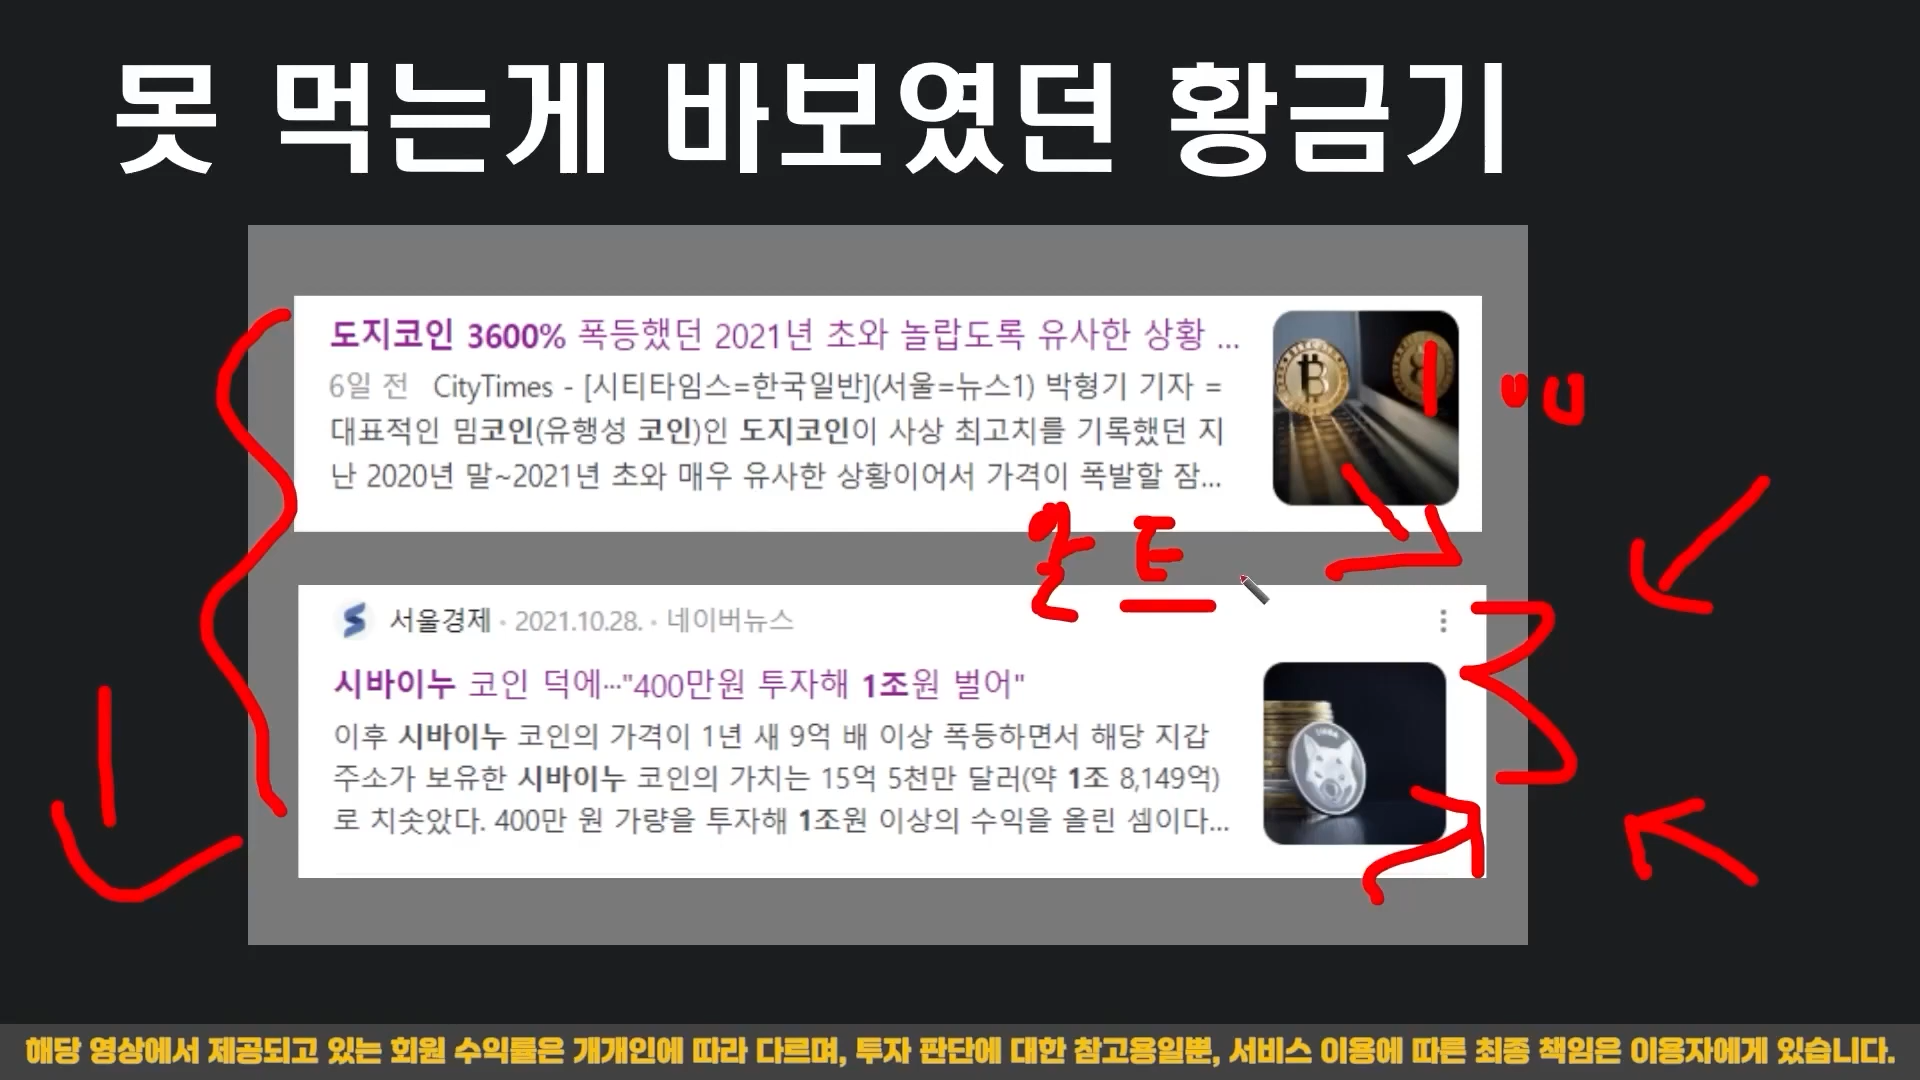 못 먹는게 바보였던 황금기
도지코인 3600% 폭등했던 2021년 초와 놀랍도록 유사한 상황 ...
6일 전 CityTimes - [시티타임스=한국일반](서울=뉴스1) 박형기 기자 =
대표적인 밈코인(유행성 코인)인 도지코인이 사상 최고치를 기록했던 지
난 2020년 말~2021년 초와 매우 유사한 상황이어서 가격이 폭발할 잠...
알트
서울경제 · 2021.10.28. · 네이버뉴스
시바이누 코인 덕에…"400만원 투자해 1조원 벌어"
이후 시바이누 코인의 가격이 1년 새 9억 배 이상 폭등하면서 해당 지갑
주소가 보유한 시바이누 코인의 가치는 15억 5천만 달러(약 1조 8,149억)
로 치솟았다. 400만 원 가량을 투자해 1조원 이상의 수익을 올린 셈이다...
해당 영상에서 제공되고 있는 회원 수익률은 개개인에 따라 다르며, 투자 판단에 대한 참고용일뿐, 서비스 이용에 따른 최종 책임은 이용자에게 있습니다.